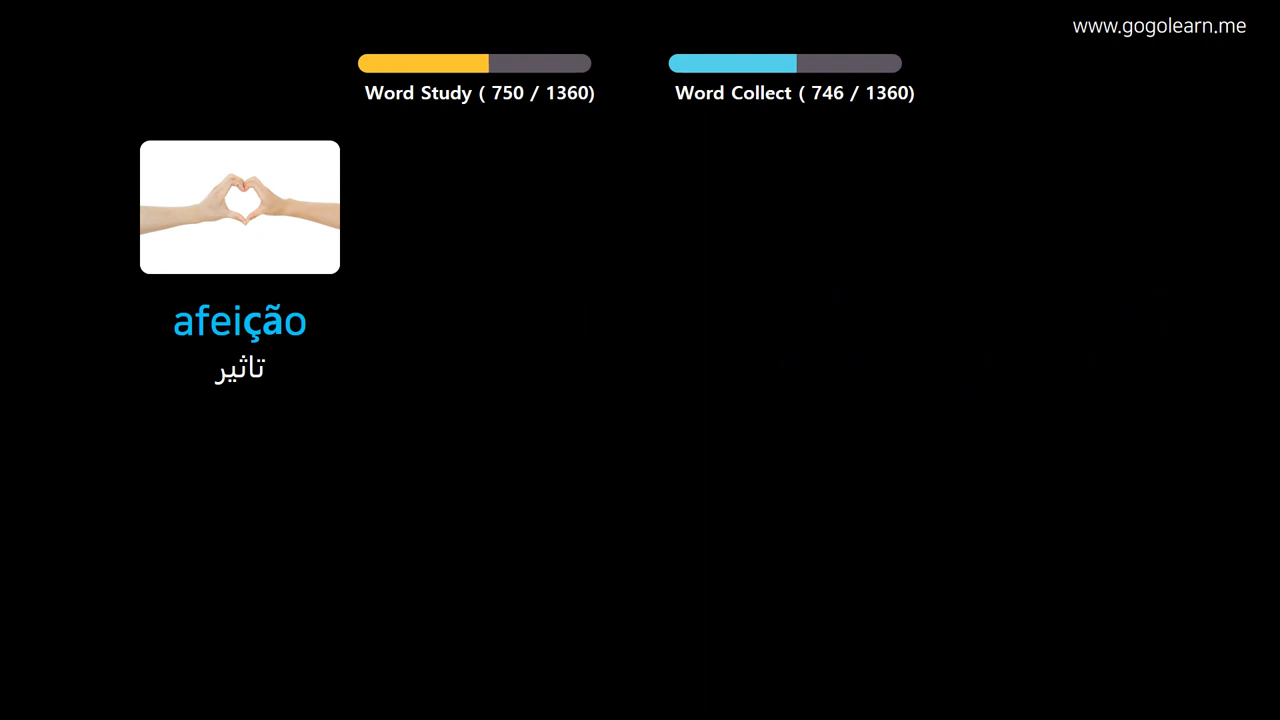 www.gogolearn.me
Word Study ( 750 / 1360)
Word Collect ( 746 / 1360)
afeição
تاثیر